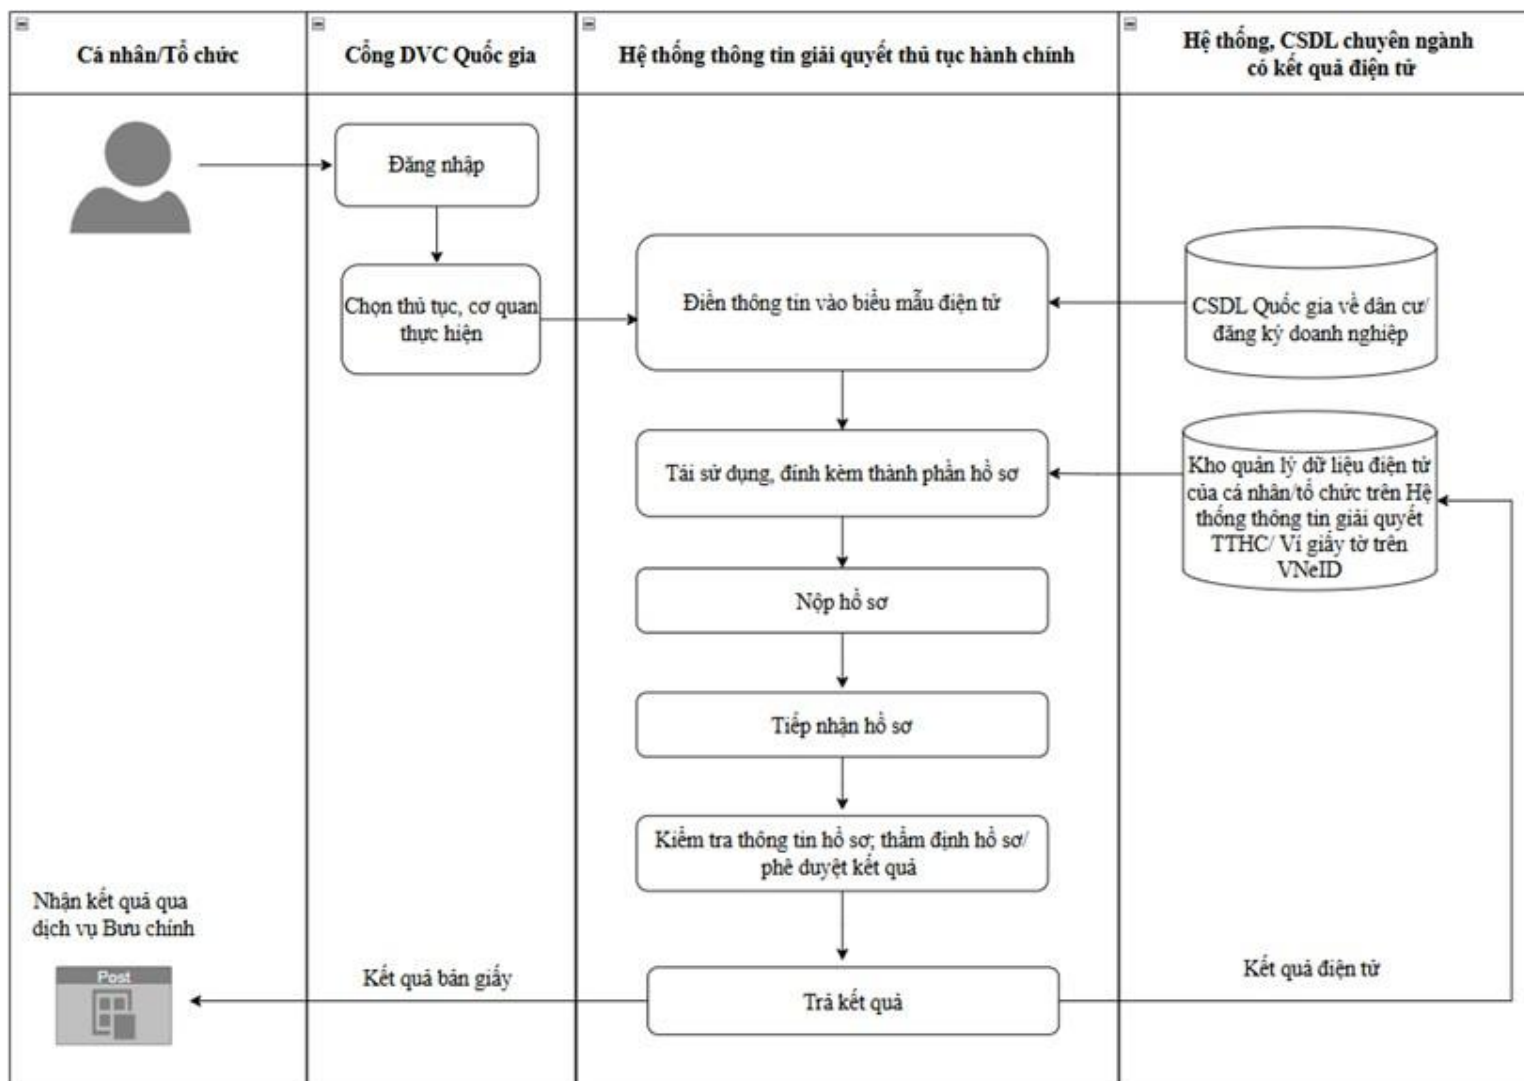 Cá nhân/Tổ chức
Cổng DVC Quốc gia
Hệ thống thông tin giải quyết thủ tục hành chính
Hệ thống, CSDL chuyên ngành
có kết quả điện tử
Đăng nhập
Chọn thủ tục, cơ quan
thực hiện
Điền thông tin vào biểu mẫu điện tử
CSDL Quốc gia về dân cư/
đăng ký doanh nghiệp
Tái sử dụng, đính kèm thành phần hồ sơ
Kho quản lý dữ liệu điện tử
của cá nhân/tổ chức trên Hệ
thống thông tin giải quyết
TTHC/ Ví giấy tờ trên
VNeID
Nộp hồ sơ
Tiếp nhận hồ sơ
Kiểm tra thông tin hồ sơ; thẩm định hồ sơ/
phê duyệt kết quả
Nhận kết quả qua
dịch vụ Bưu chính
Post
Kết quả bản giấy
Trả kết quả
Kết quả điện tử